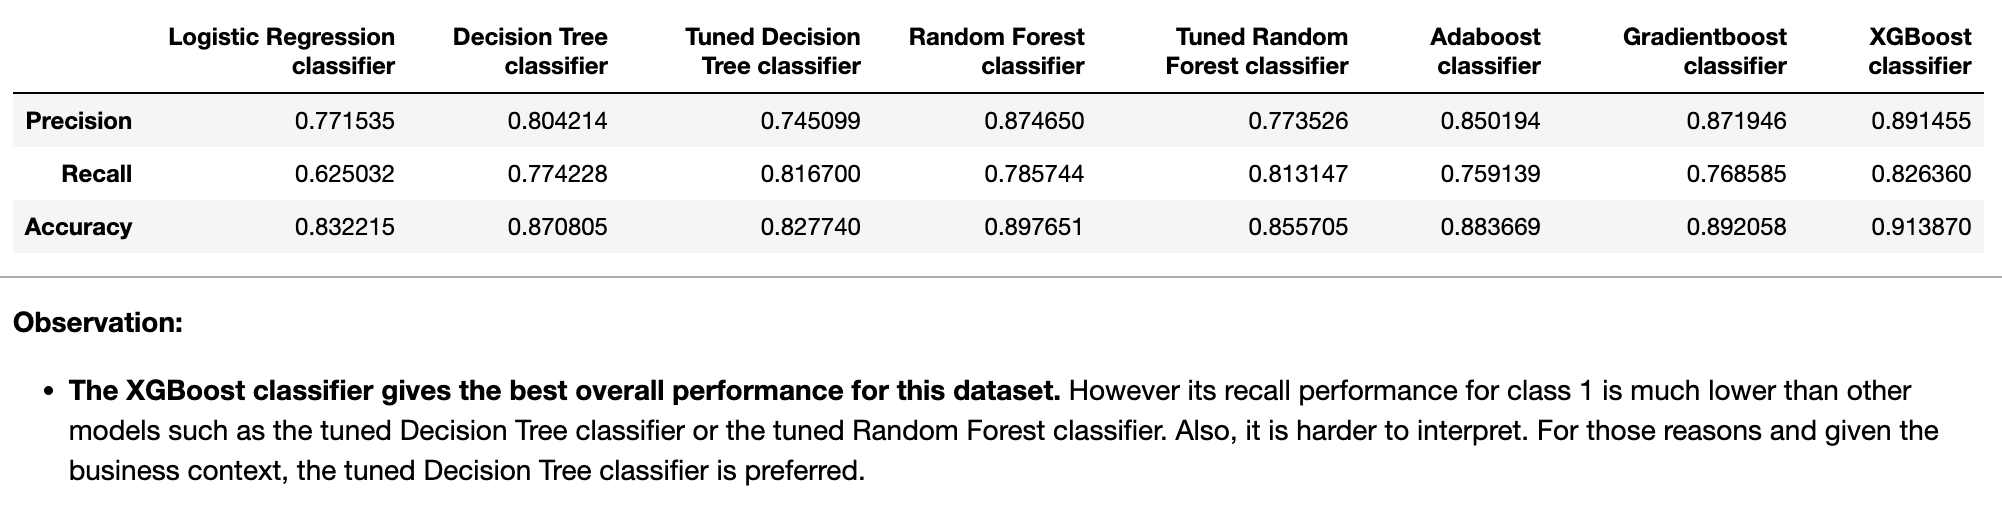 Logistic Regression classifier Decision Tree classifier Tuned Decision Tree classifier Random Forest classifier Tuned Random Forest classifier Adaboost classifier Gradientboost classifier XGBoost classifier
Precision 0.771535 0.804214 0.745099 0.874650 0.773526 0.850194 0.871946 0.891455
Recall 0.625032 0.774228 0.816700 0.785744 0.813147 0.759139 0.768585 0.826360
Accuracy 0.832215 0.870805 0.827740 0.897651 0.855705 0.883669 0.892058 0.913870
Observation:
• The XGBoost classifier gives the best overall performance for this dataset. However its recall performance for class 1 is much lower than other
models such as the tuned Decision Tree classifier or the tuned Random Forest classifier. Also, it is harder to interpret. For those reasons and given the
business context, the tuned Decision Tree classifier is preferred.